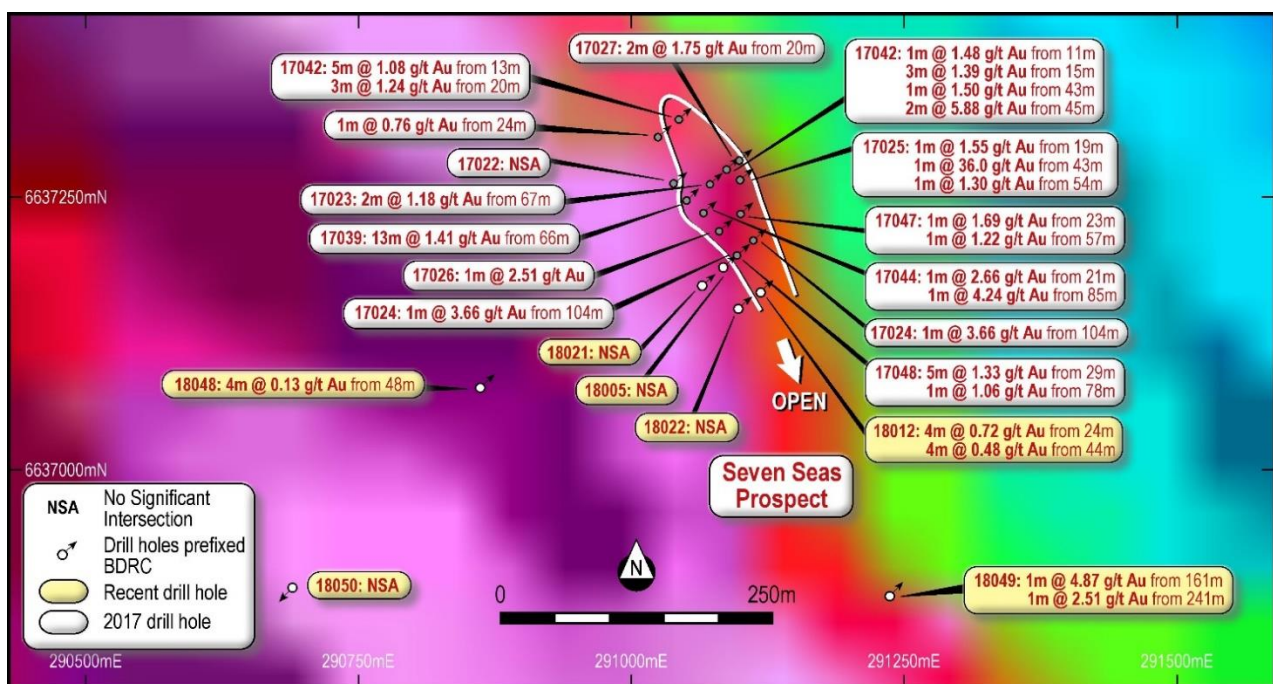 17027: 2m @ 1.75 g/t Au from 20m
17042: 5m @ 1.08 g/t Au from 13m
3m @ 1.24 g/t Au from 20m
1m @ 0.76 g/t Au from 24m
17022: NSA
17023: 2m @ 1.18 g/t Au from 67m
17039: 13m @ 1.41 g/t Au from 66m
17026: 1m @ 2.51 g/t Au
17024: 1m @ 3.66 g/t Au from 104m
18021: NSA
18005: NSA
18022: NSA
18048: 4m @ 0.13 g/t Au from 48m
17042: 1m @ 1.48 g/t Au from 11m
3m @ 1.39 g/t Au from 15m
1m @ 1.50 g/t Au from 43m
2m @ 5.88 g/t Au from 45m
17025: 1m @ 1.55 g/t Au from 19m
1m @ 36.0 g/t Au from 43m
1m @ 1.30 g/t Au from 54m
17047: 1m @ 1.69 g/t Au from 23m
1m @ 1.22 g/t Au from 57m
17044: 1m @ 2.66 g/t Au from 21m
1m @ 4.24 g/t Au from 85m
17024: 1m @ 3.66 g/t Au from 104m
17048: 5m @ 1.33 g/t Au from 29m
1m @ 1.06 g/t Au from 78m
18012: 4m @ 0.72 g/t Au from 24m
4m @ 0.48 g/t Au from 44m
OPEN
Seven Seas
Prospect
6637250mN
6637000mN
NSA No Significant
Intersection
Drill holes prefixed
BDRC
Recent drill hole
2017 drill hole
18050: NSA
N
0 250m
18049: 1m @ 4.87 g/t Au from 161m
1m @ 2.51 g/t Au from 241m
290500mE 290750mE 291000mE 291250mE 291500mE